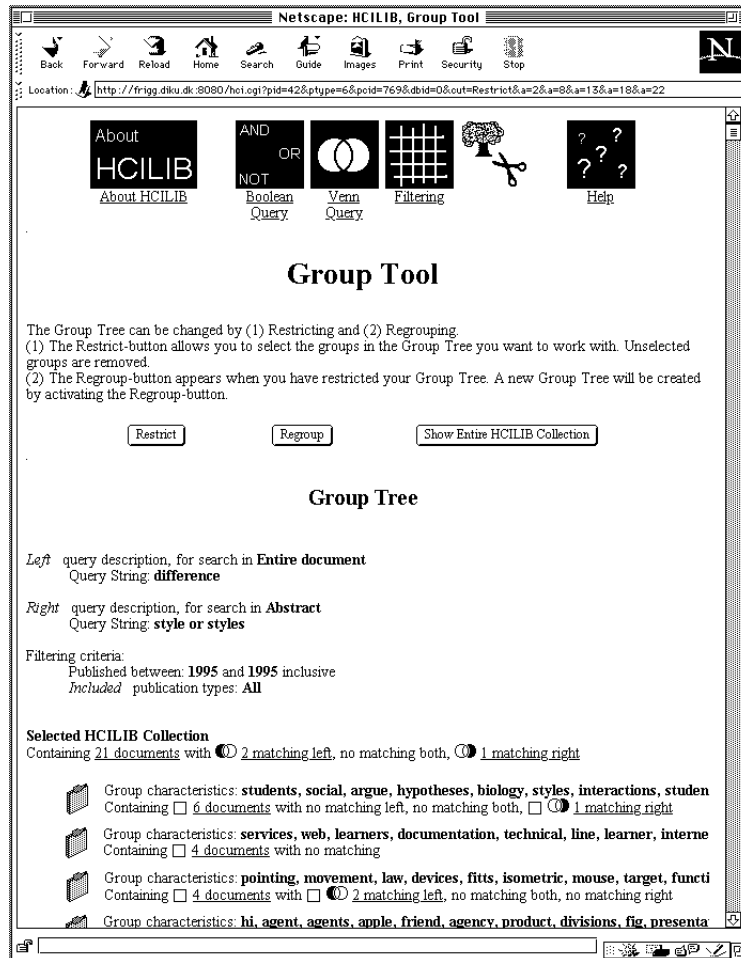 Netscape: HCILIB, Group Tool
Back Forward Reload Home Search Guide Images Print Security Stop
N
Location: http://frigg.diku.dk:8080/hci.cgi?pid=42&ptype=6&pcid=769&dbid=0&out=Restrict&a=2&a=8&a=13&a=18&a=22
About HCILIB
AND OR NOT
? ? ? ? ?
About HCILIB Boolean Query Venn Query Filtering Help
Group Tool
The Group Tree can be changed by (1) Restricting and (2) Regrouping.
(1) The Restrict-button allows you to select the groups in the Group Tree you want to work with. Unselected
groups are removed.
(2) The Regroup-button appears when you have restricted your Group Tree. A new Group Tree will be created
by activating the Regroup-button.
Restrict Regroup Show Entire HCILIB Collection
Group Tree
Left query description, for search in Entire document
Query String: difference
Right query description, for search in Abstract
Query String: style or styles
Filtering criteria:
Published between: 1995 and 1995 inclusive
Included publication types: All
Selected HCILIB Collection
Containing 21 documents with 2 matching left, no matching both, 1 matching right
Group characteristics: students, social, argue, hypotheses, biology, styles, interactions, studen
Containing 6 documents with no matching left, no matching both, 1 matching right
Group characteristics: services, web, learners, documentation, technical, line, learner, interne
Containing 4 documents with no matching
Group characteristics: pointing, movement, law, devices, fitts, isometric, mouse, target, functi
Containing 4 documents with 2 matching left, no matching both, no matching right
Group characteristics: hi, agent, agents, apple, friend, agency, product, divisions, fig, presenta